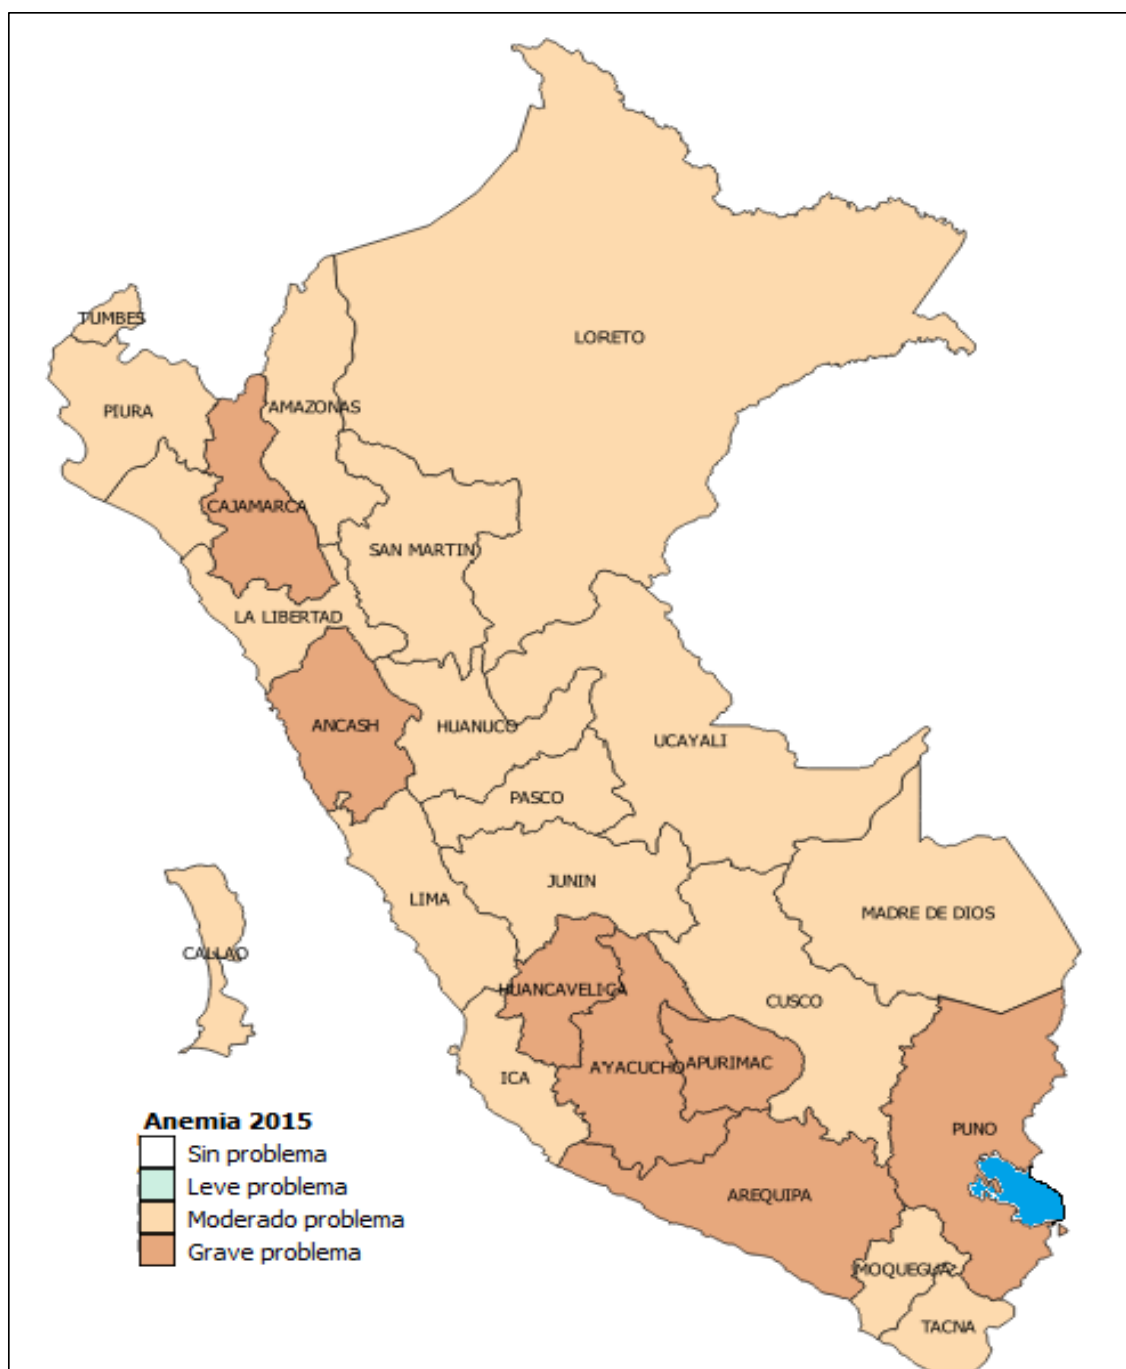 TUMBES
LORETO
PIURA
AMAZONAS
CAJAMARCA
SAN MARTIN
LA LIBERTAD
ANCASH
HUANUCO
UCAYALI
PASCO
JUNIN
LIMA
MADRE DE DIOS
CALLAO
HUANCAVELICA
CUSCO
AYACUCHO
APURIMAC
ICA
PUNO
AREQUIPA
MOQUEGUA
TACNA
Anemia 2015
Sin problema
Leve problema
Moderado problema
Grave problema